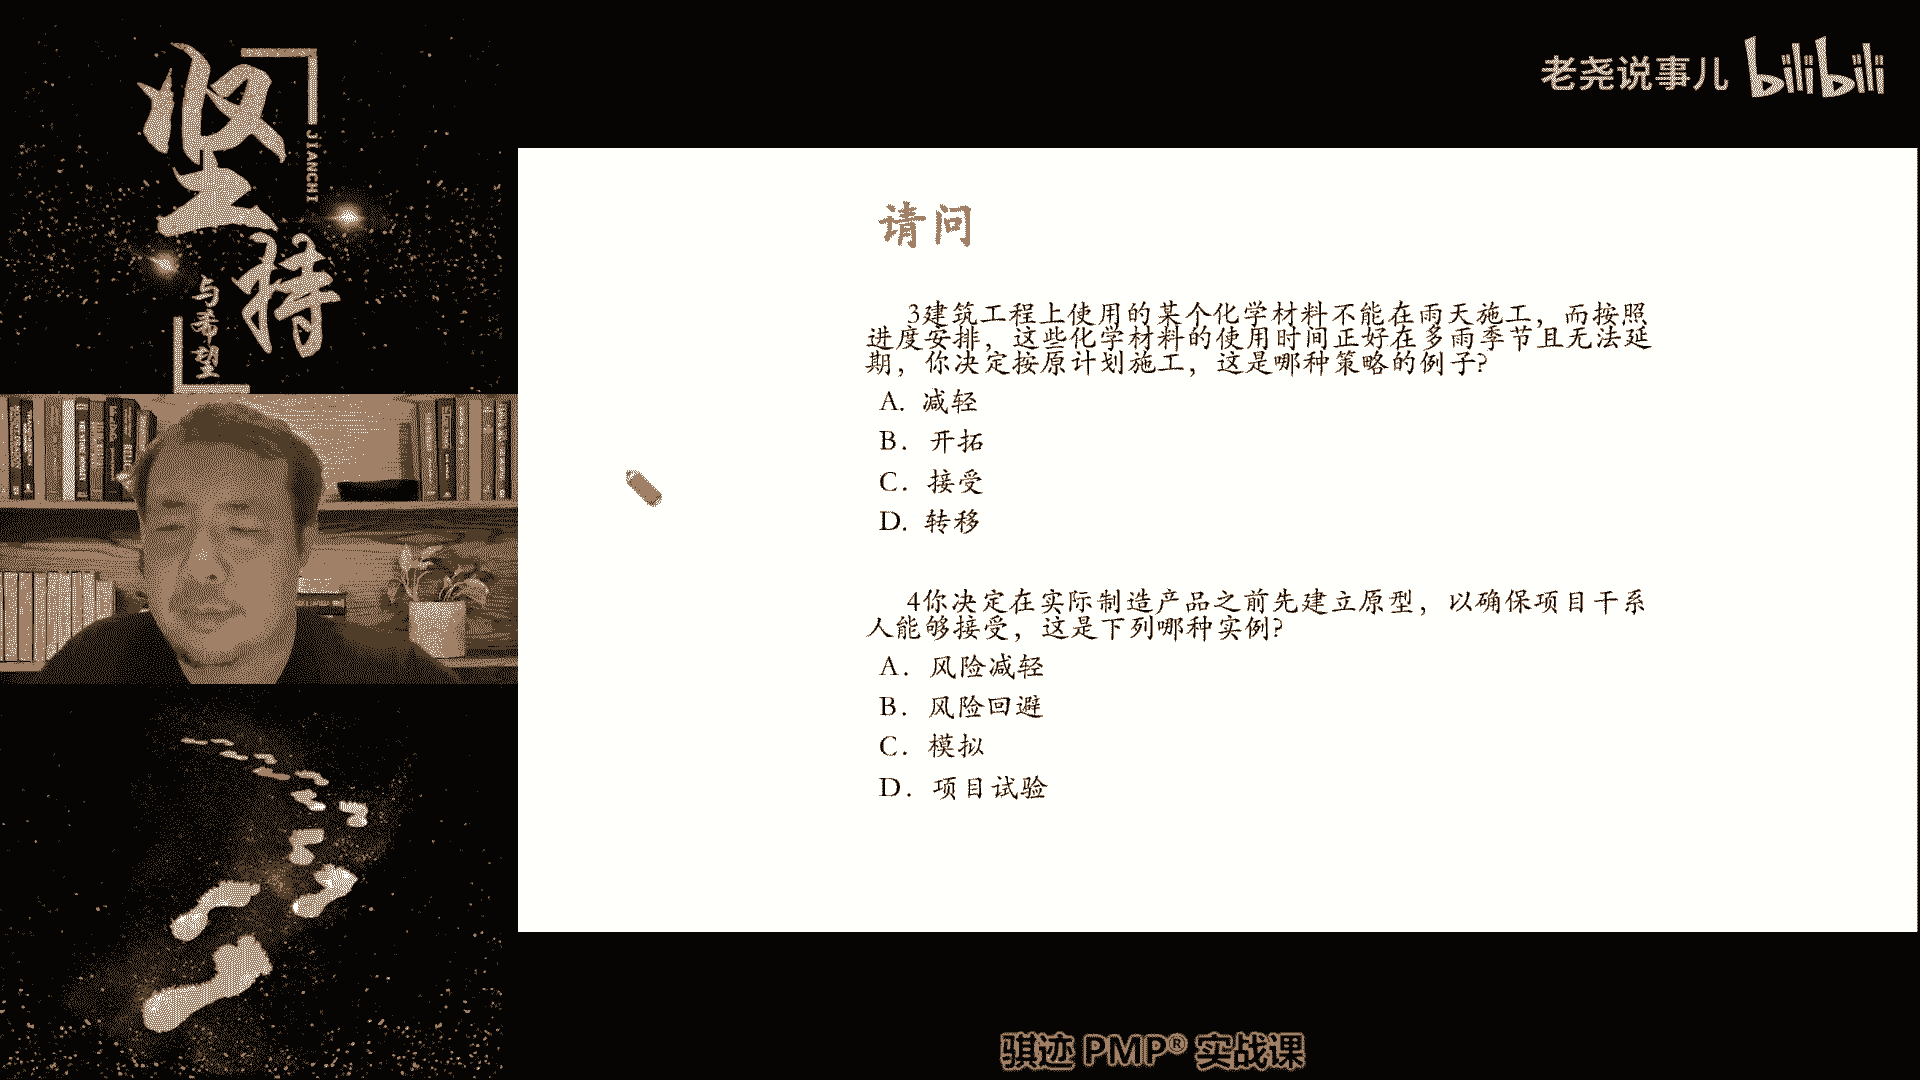 坚持
JIANCHI
与希望
老尧说事儿 bilibili
请问
3建筑工程上使用的某个化学材料不能在雨天施工，而按照
进度安排，这些化学材料的使用时间正好在多雨季节且无法延
期，你决定按原计划施工，这是哪种策略的例子?
A. 减轻
B. 开拓
C. 接受
D. 转移
4你决定在实际制造产品之前先建立原型，以确保项目干系
人能够接受，这是下列哪种实例?
A. 风险减轻
B. 风险回避
C. 模拟
D. 项目试验
骐迹 PMP® 实战课